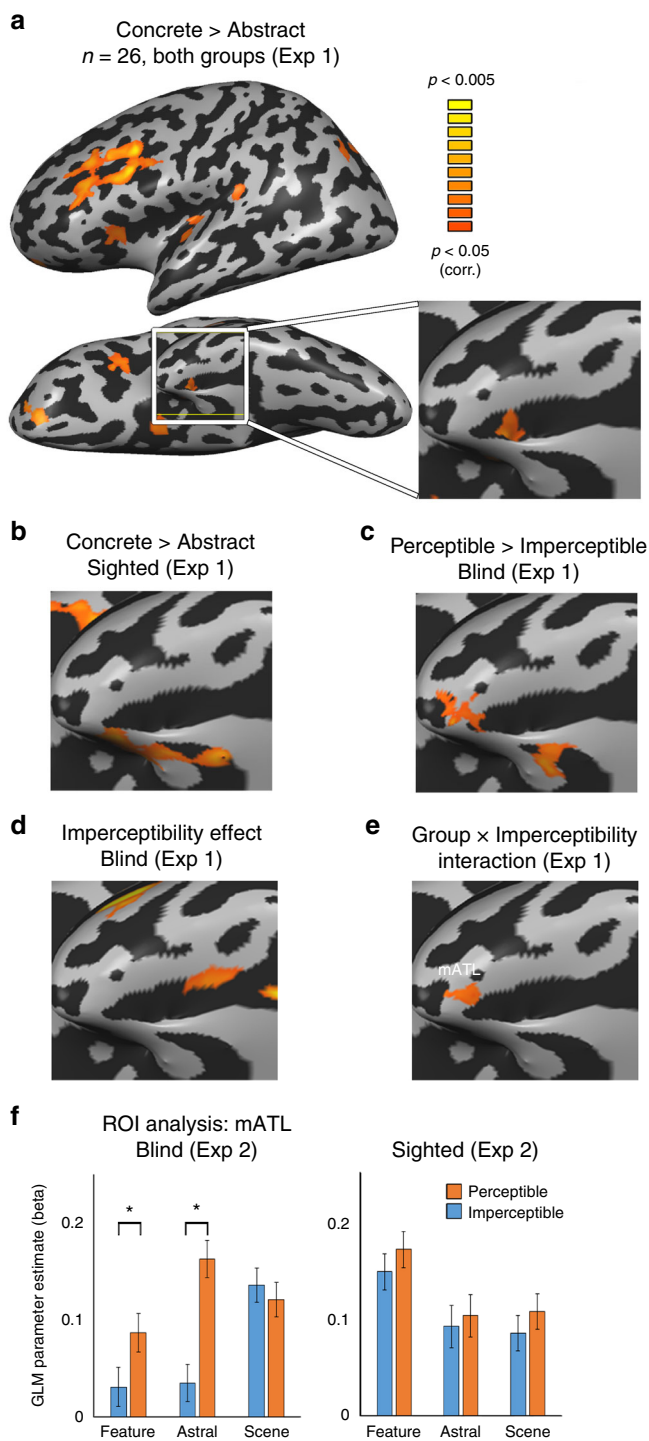 a
Concrete > Abstract
n = 26, both groups (Exp 1)
p < 0.005
p < 0.05
(corr.)
b
Concrete > Abstract
Sighted (Exp 1)
c
Perceptible > Imperceptible
Blind (Exp 1)
d
Imperceptibility effect
Blind (Exp 1)
e
Group × Imperceptibility
interaction (Exp 1)
mATL
f
ROI analysis: mATL
Blind (Exp 2)
Sighted (Exp 2)
GLM parameter estimate (beta)
0.2
0.1
0
* *
Feature Astral Scene
Perceptible
Imperceptible
0.2
0.1
0
Feature Astral Scene